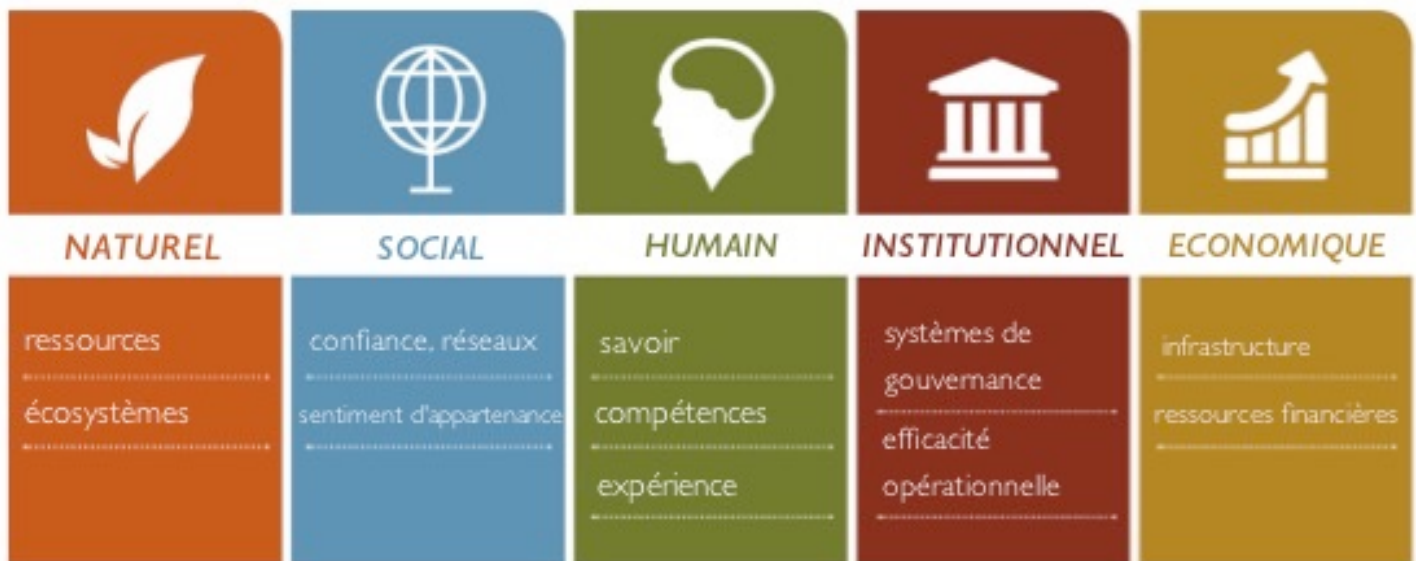 NATUREL
ressources
écosystèmes
SOCIAL
confiance, réseaux
sentiment d'appartenance
HUMAIN
savoir
compétences
expérience
INSTITUTIONNEL
systèmes de
gouvernance
efficacité
opérationnelle
ECONOMIQUE
infrastructure
ressources financières